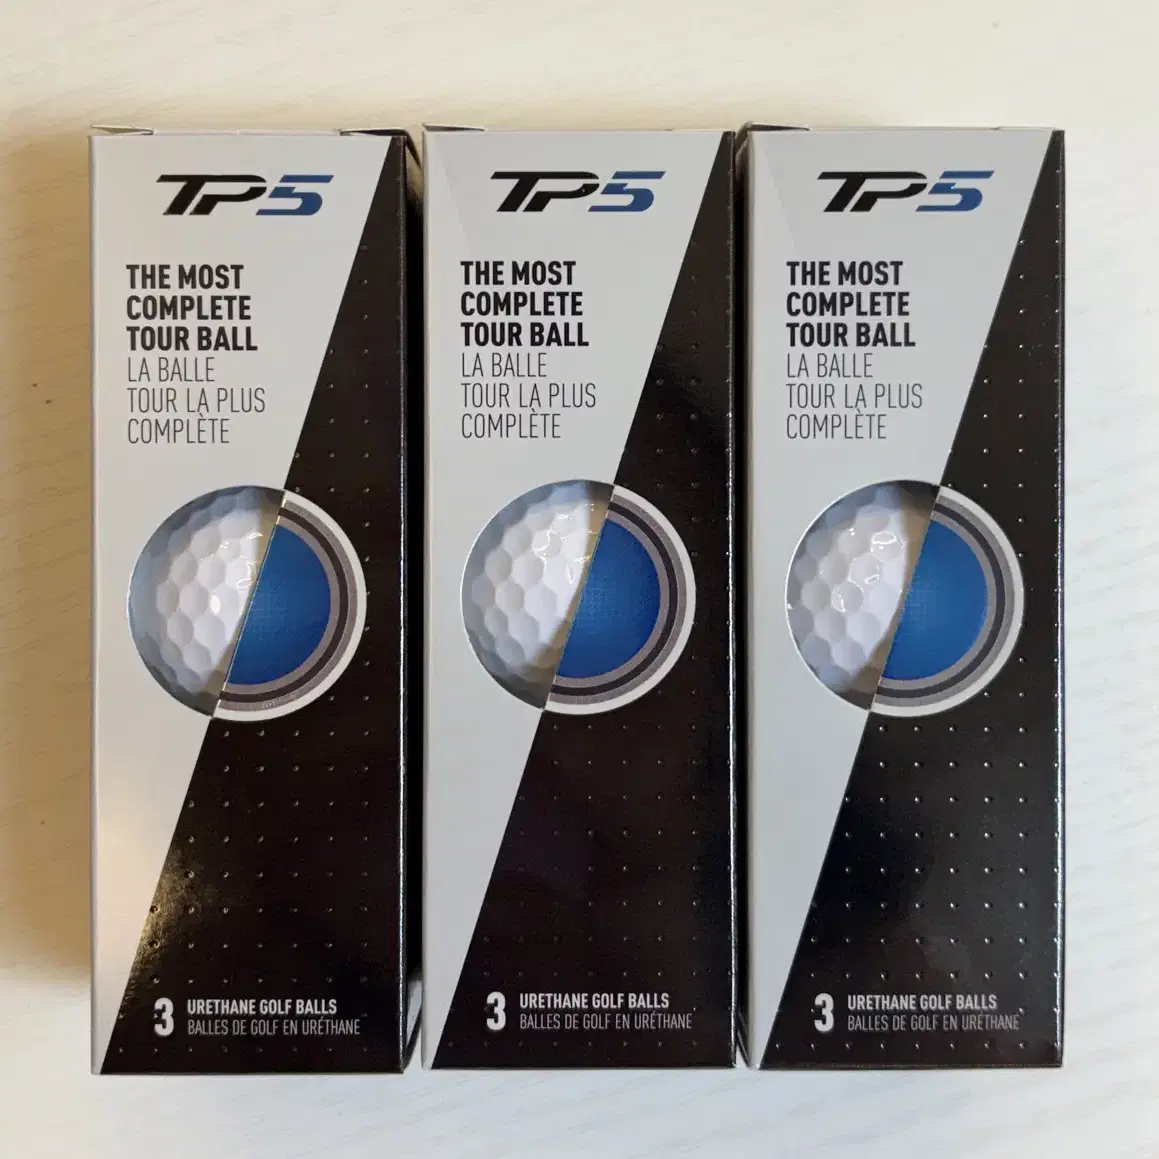 TP5
THE MOST
COMPLETE
TOUR BALL
LA BALLE
TOUR LA PLUS
COMPLÈTE
3 URETHANE GOLF BALLS
BALLES DE GOLF EN URÉTHANE
TP5
THE MOST
COMPLETE
TOUR BALL
LA BALLE
TOUR LA PLUS
COMPLÈTE
3 URETHANE GOLF BALLS
BALLES DE GOLF EN URÉTHANE
TP5
THE MOST
COMPLETE
TOUR BALL
LA BALLE
TOUR LA PLUS
COMPLÈTE
3 URETHANE GOLF BALLS
BALLES DE GOLF EN URÉTHANE